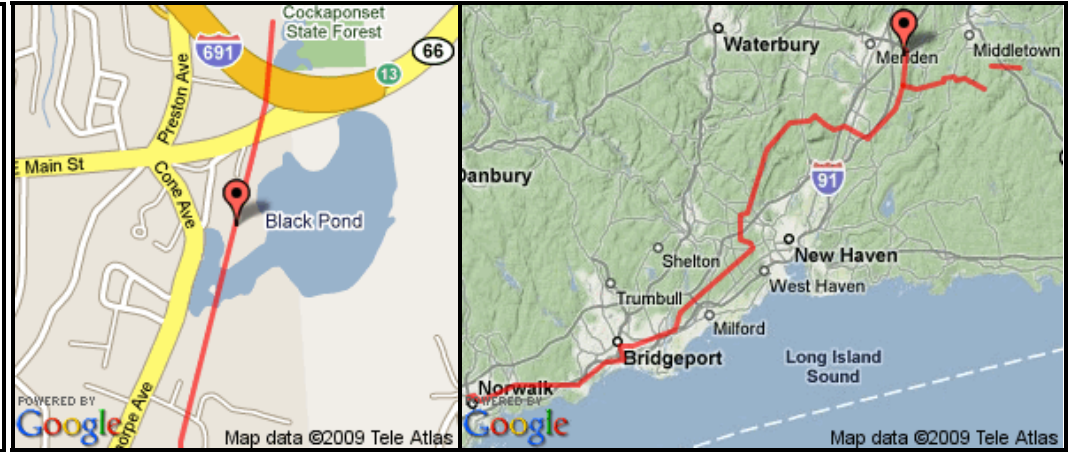 Cockaponset
State Forest
691
66
13
Preston Ave
E Main St
Cone Ave
Black Pond
POWERED BY
Google
Map data ©2009 Tele Atlas
Waterbury
Meriden
Middletown
Danbury
91
New Haven
Shelton
West Haven
Trumbull
Milford
Bridgeport
Long Island
Sound
Norwalk
POWERED BY
Google
Map data ©2009 Tele Atlas